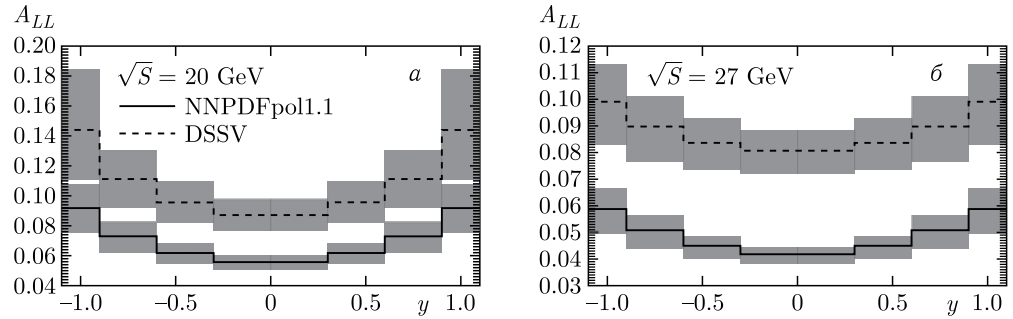 A_LL
0.20
0.18
0.16
0.14
0.12
0.10
0.08
0.06
0.04
√S = 20 GeV
а
NNPDFpol1.1
DSSV
−1.0 −0.5 0 0.5 y 1.0
A_LL
0.12
0.11
0.10
0.09
0.08
0.07
0.06
0.05
0.04
0.03
√S = 27 GeV
б
−1.0 −0.5 0 0.5 y 1.0